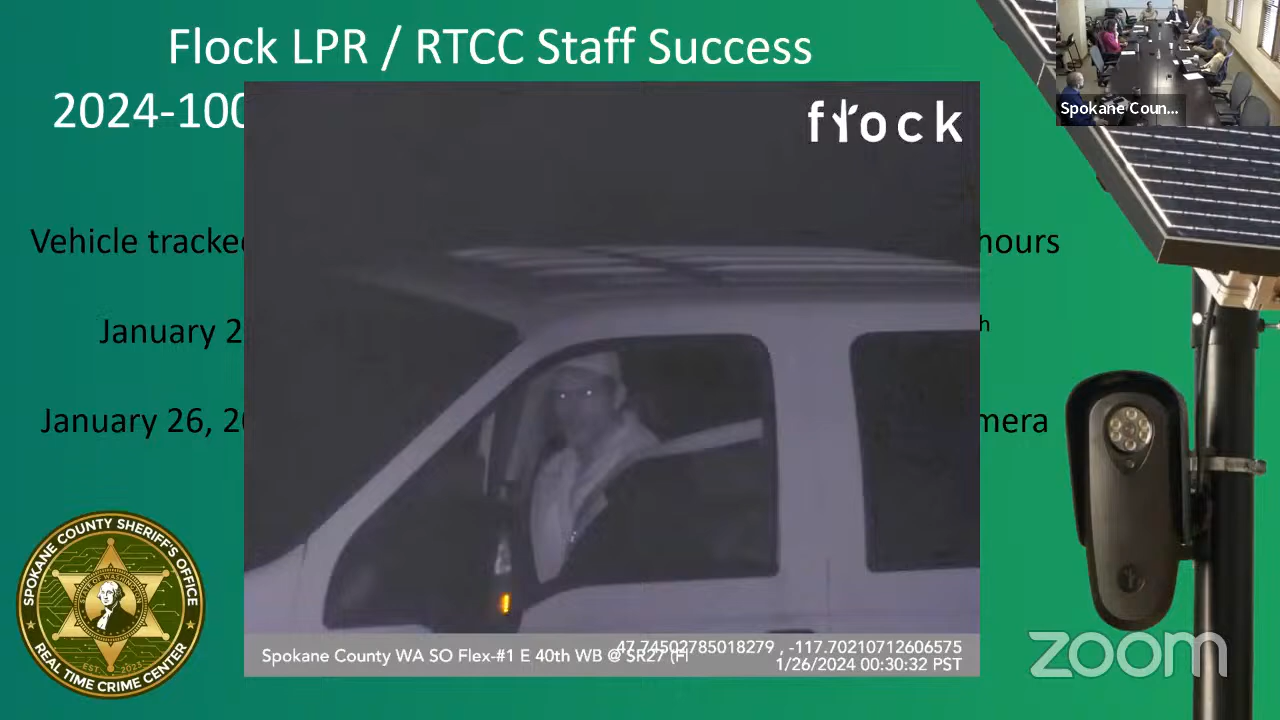 Flock LPR / RTCC Staff Success
2024-100
Spokane Coun...
flock
Vehicle tracke
hours
January 2
h
January 26, 20
mera
SPOKANE COUNTY SHERIFF'S OFFICE
REAL TIME CRIME CENTER
EST. 2023
Spokane County WA SO Flex-#1 E 40th WB @ SR27 (Fl
47.74502785018279 , -117.70210712606575
1/26/2024 00:30:32 PST
zoom